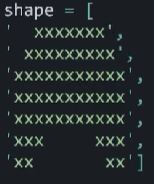 shape = [
'   xxxxxxx',
'  xxxxxxxxx',
' xxxxxxxxxxx',
'xxxxxxxxxxx',
'xxxxxxxxxxx',
'xxx     xxx',
'xx       xx']